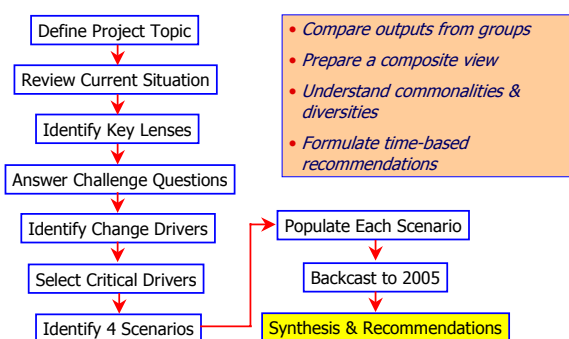 Define Project Topic
Review Current Situation
Identify Key Lenses
Answer Challenge Questions
Identify Change Drivers
Select Critical Drivers
Identify 4 Scenarios
Populate Each Scenario
Backcast to 2005
Synthesis & Recommendations
• Compare outputs from groups
• Prepare a composite view
• Understand commonalities &
diversities
• Formulate time-based
recommendations